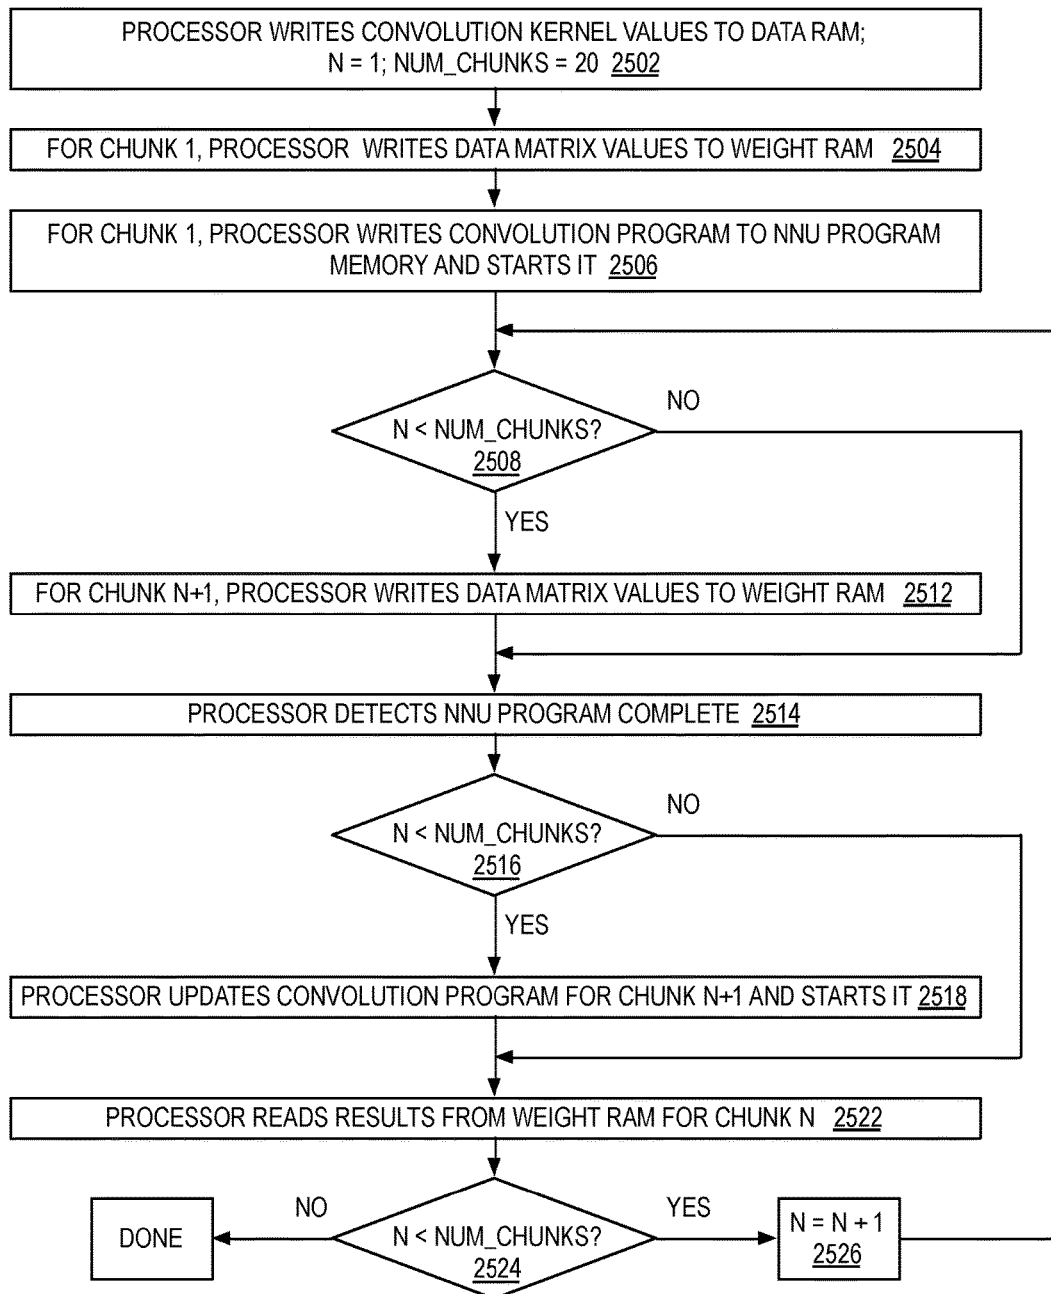 PROCESSOR WRITES CONVOLUTION KERNEL VALUES TO DATA RAM;
N = 1; NUM_CHUNKS = 20 2502
FOR CHUNK 1, PROCESSOR WRITES DATA MATRIX VALUES TO WEIGHT RAM 2504
FOR CHUNK 1, PROCESSOR WRITES CONVOLUTION PROGRAM TO NNU PROGRAM
MEMORY AND STARTS IT 2506
NO
N < NUM_CHUNKS?
2508
YES
FOR CHUNK N+1, PROCESSOR WRITES DATA MATRIX VALUES TO WEIGHT RAM 2512
PROCESSOR DETECTS NNU PROGRAM COMPLETE 2514
NO
N < NUM_CHUNKS?
2516
YES
PROCESSOR UPDATES CONVOLUTION PROGRAM FOR CHUNK N+1 AND STARTS IT 2518
PROCESSOR READS RESULTS FROM WEIGHT RAM FOR CHUNK N 2522
DONE
NO
N < NUM_CHUNKS?
2524
YES
N = N + 1
2526